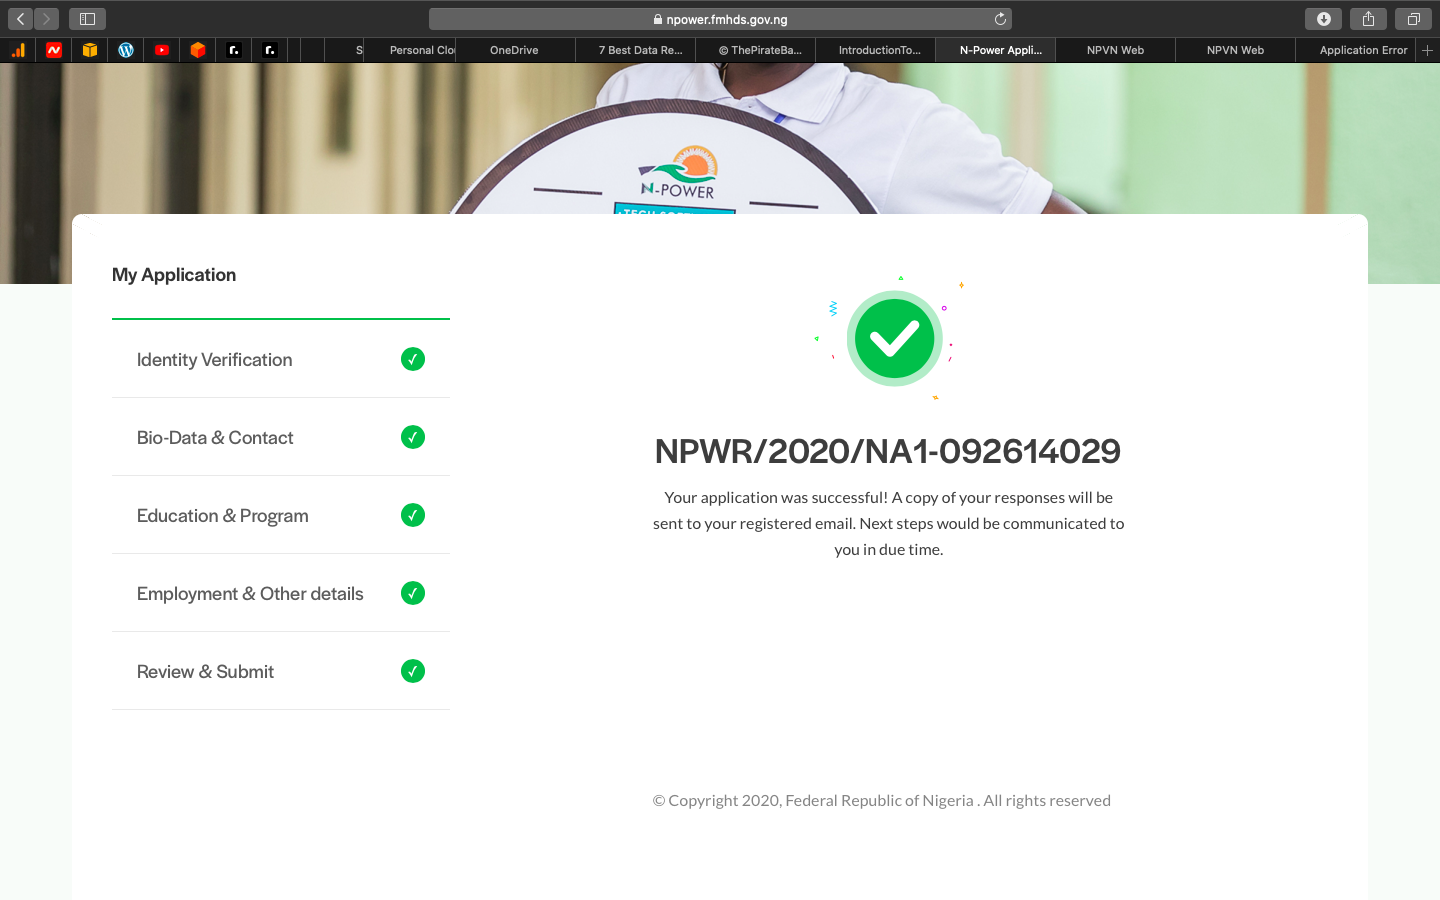 npower.fmhds.gov.ng
Personal Clo
OneDrive
7 Best Data Re...
© ThePirateBa...
IntroductionTo...
N-Power Appli...
NPVN Web
NPVN Web
Application Error
N-POWER
My Application
Identity Verification
Bio-Data & Contact
Education & Program
Employment & Other details
Review & Submit
NPWR/2020/NA1-092614029
Your application was successful! A copy of your responses will be
sent to your registered email. Next steps would be communicated to
you in due time.
© Copyright 2020, Federal Republic of Nigeria . All rights reserved